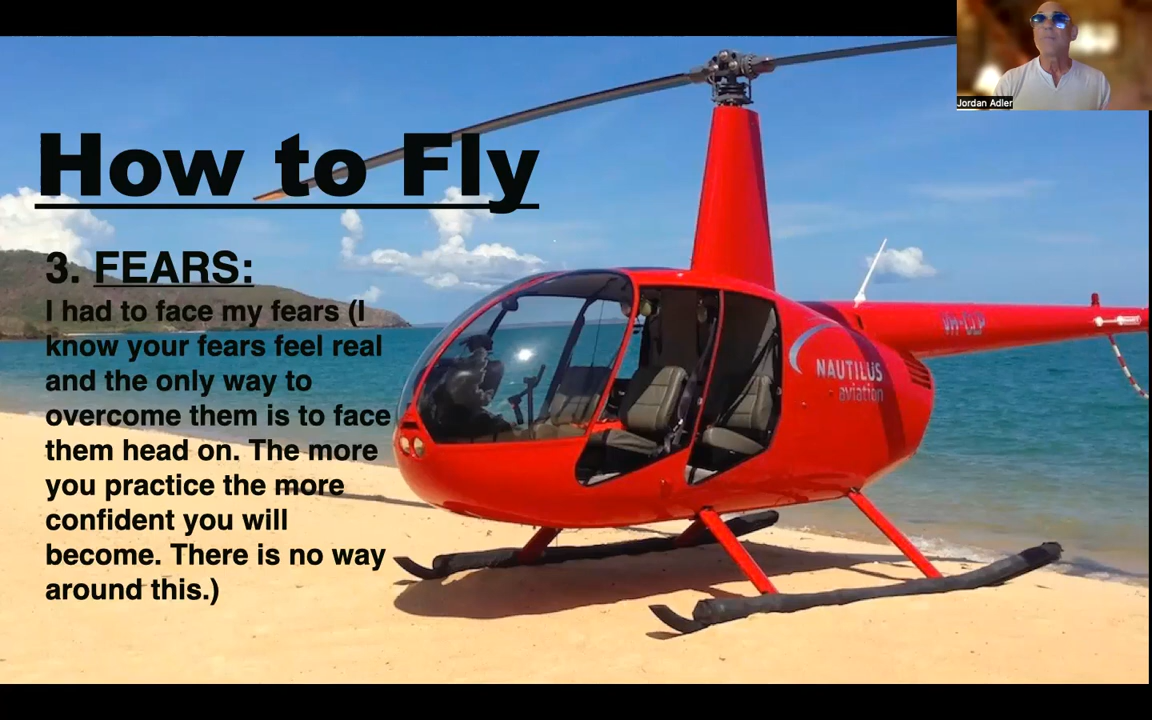 Jordan Adler
How to Fly
3. FEARS:
I had to face my fears (I
know your fears feel real
and the only way to
overcome them is to face
them head on. The more
you practice the more
confident you will
become. There is no way
around this.)
NAUTILUS
aviation